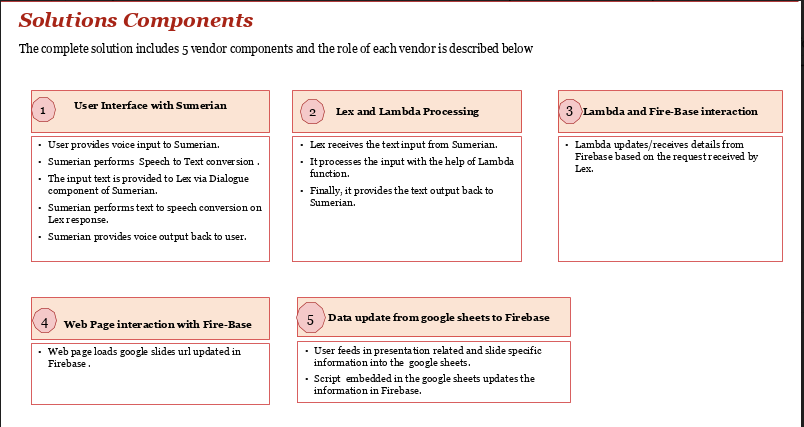 Solutions Components
The complete solution includes 5 vendor components and the role of each vendor is described below
1
User Interface with Sumerian
• User provides voice input to Sumerian.
• Sumerian performs Speech to Text conversion .
• The input text is provided to Lex via Dialogue
component of Sumerian.
• Sumerian performs text to speech conversion on
Lex response.
• Sumerian provides voice output back to user.
2
Lex and Lambda Processing
• Lex receives the text input from Sumerian.
• It processes the input with the help of Lambda
function.
• Finally, it provides the text output back to
Sumerian.
3
Lambda and Fire-Base interaction
• Lambda updates/receives details from
Firebase based on the request received by
Lex.
4
Web Page interaction with Fire-Base
• Web page loads google slides url updated in
Firebase .
5
Data update from google sheets to Firebase
• User feeds in presentation related and slide specific
information into the google sheets.
• Script embedded in the google sheets updates the
information in Firebase.